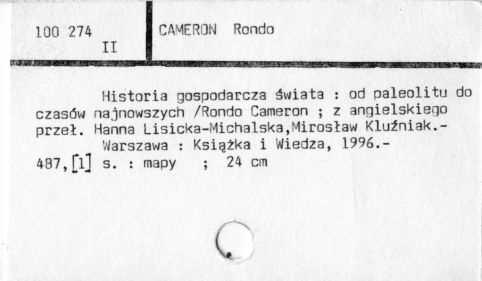 100 274
II
CAMERON Rondo
Historia gospodarcza świata : od paleolitu do
czasów najnowszych /Rondo Cameron ; z angielskiego
przeł. Hanna Lisicka-Michalska,Mirosław Kluźniak.-
Warszawa : Książka i Wiedza, 1996.-
487,[1] s. : mapy ; 24 cm